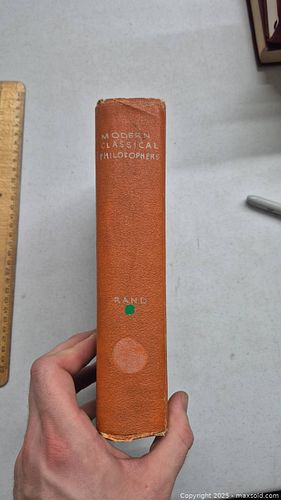 MODERN
CLASSICAL
PHILOSOPHERS
RAND
Copyright 2025 - maxsold.com